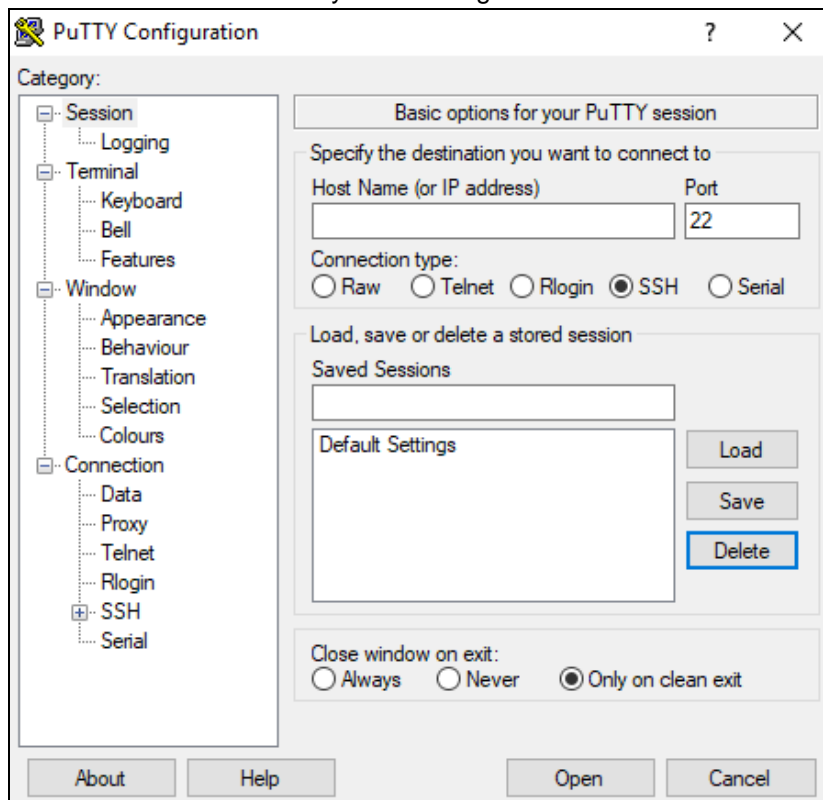 PuTTY Configuration ? ×
Category:
Session
Logging
Terminal
Keyboard
Bell
Features
Window
Appearance
Behaviour
Translation
Selection
Colours
Connection
Data
Proxy
Telnet
Rlogin
SSH
Serial
Basic options for your PuTTY session
Specify the destination you want to connect to
Host Name (or IP address) Port
22
Connection type:
Raw Telnet Rlogin SSH Serial
Load, save or delete a stored session
Saved Sessions
Default Settings
Load
Save
Delete
Close window on exit:
Always Never Only on clean exit
About Help Open Cancel